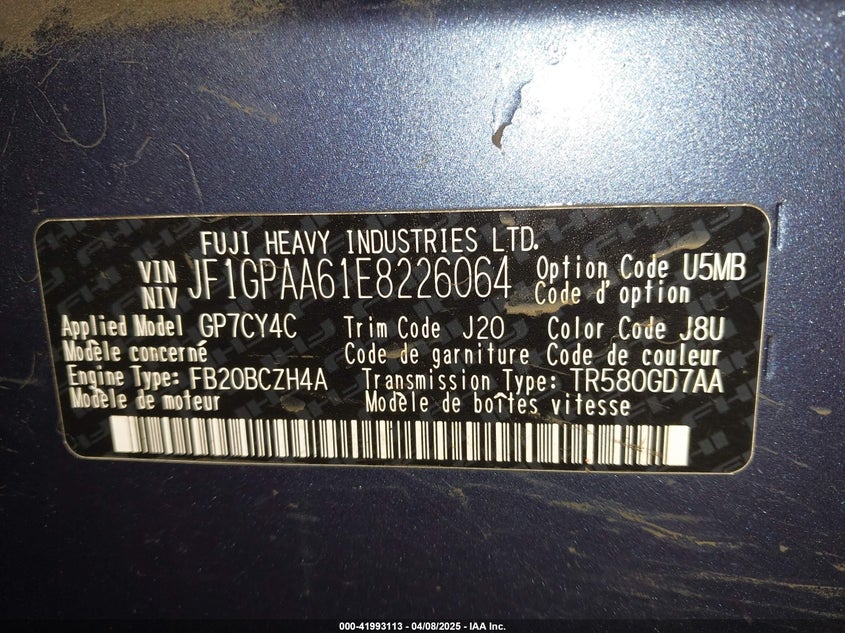 FUJI HEAVY INDUSTRIES LTD.
VIN NIV JF1GPAA61E8226064 Option Code U5MB
Code d'option
Applied Model GP7CY4C Trim Code J20 Color Code J8U
Modèle concerné Code de garniture Code de couleur
Engine Type: FB20BCZH4A Transmission Type: TR580GD7AA
Modèle de moteur Modèle de boîtes vitesse
000-41993113 - 04/08/2025 - IAA Inc.